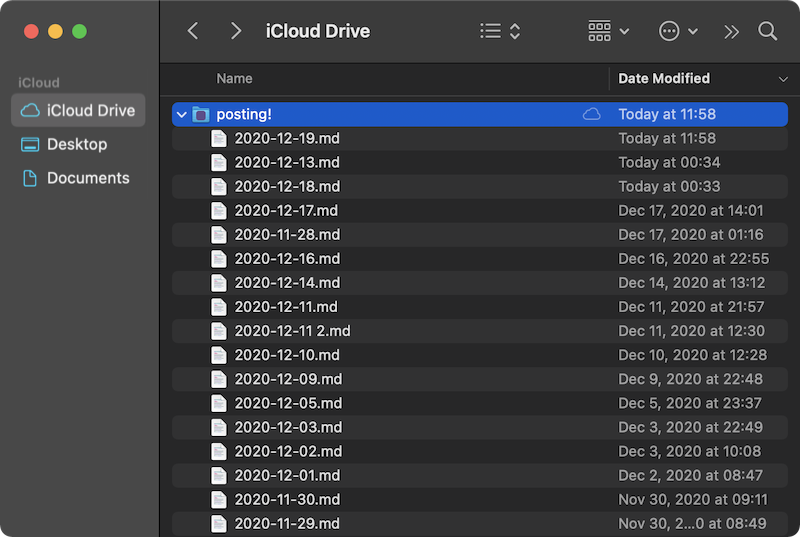 iCloud Drive
iCloud
iCloud Drive
Desktop
Documents
Name Date Modified
posting! Today at 11:58
2020-12-19.md Today at 11:58
2020-12-13.md Today at 00:34
2020-12-18.md Today at 00:33
2020-12-17.md Dec 17, 2020 at 14:01
2020-11-28.md Dec 17, 2020 at 01:16
2020-12-16.md Dec 16, 2020 at 22:55
2020-12-14.md Dec 14, 2020 at 13:12
2020-12-11.md Dec 11, 2020 at 21:57
2020-12-11 2.md Dec 11, 2020 at 12:30
2020-12-10.md Dec 10, 2020 at 12:28
2020-12-09.md Dec 9, 2020 at 22:48
2020-12-05.md Dec 5, 2020 at 23:37
2020-12-03.md Dec 3, 2020 at 22:49
2020-12-02.md Dec 3, 2020 at 10:08
2020-12-01.md Dec 2, 2020 at 08:47
2020-11-30.md Nov 30, 2020 at 09:11
2020-11-29.md Nov 30, 2...0 at 08:49